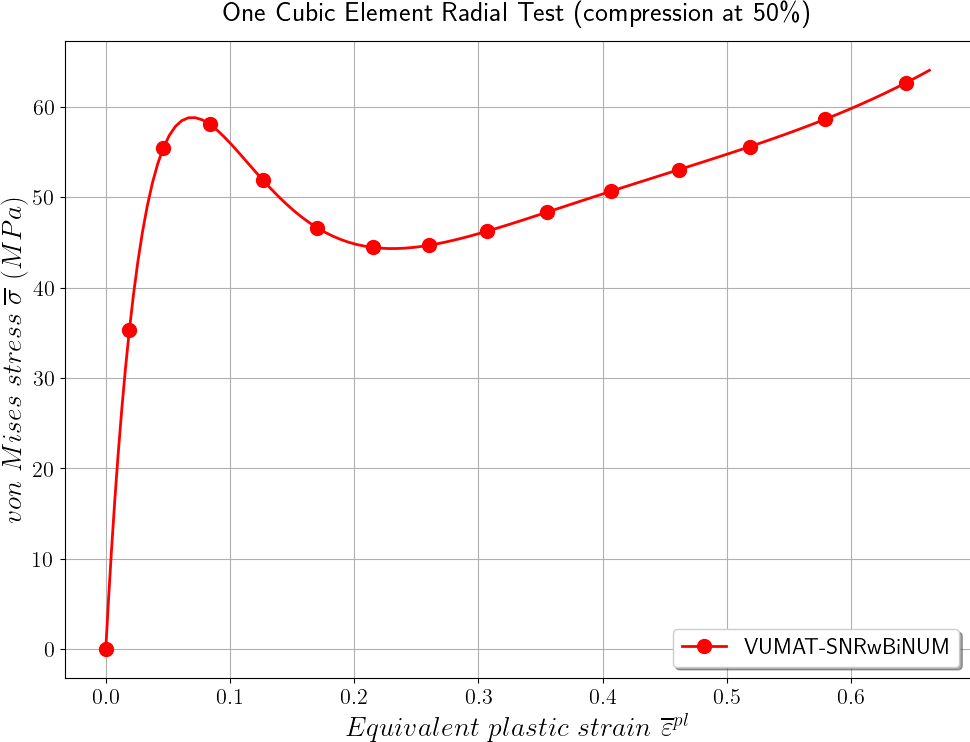 One Cubic Element Radial Test (compression at 50%)
von Mises stress σ̅ (MPa)
60
50
40
30
20
10
0
0.0 0.1 0.2 0.3 0.4 0.5 0.6
Equivalent plastic strain ε̅ᵖˡ
VUMAT-SNRwBiNUM